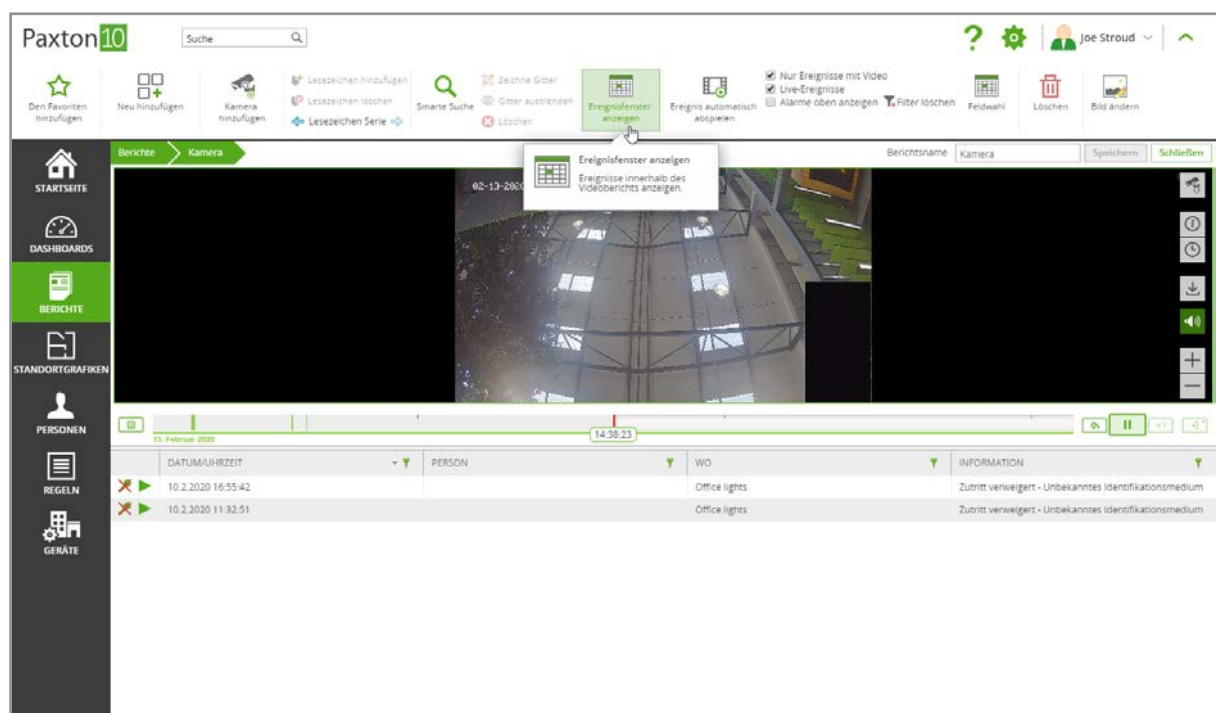 Paxton10
Suche
Joe Stroud
Den Favoriten hinzufügen
Neu hinzufügen
Kamera hinzufügen
Lesezeichen hinzufügen
Lesezeichen löschen
Lesezeichen Serie
Smarte Suche
Zeichne Gitter
Gitter ausblenden
Löschen
Ereignisfenster anzeigen
Ereignis automatisch abspielen
Nur Ereignisse mit Video
Live-Ereignisse
Alarme oben anzeigen
Filter löschen
Feldwahl
Löschen
Bild ändern
STARTSEITE
DASHBOARDS
BERICHTE
STANDORTGRAFIKEN
PERSONEN
REGELN
GERÄTE
Berichte
Kamera
Berichtsname
Kamera
Speichern
Schließen
Ereignisfenster anzeigen
Ereignisse innerhalb des
Videoberichts anzeigen.
02-13-2020
13. Februar 2020
14:38:23
DATUM/UHRZEIT PERSON WO INFORMATION
10.2.2020 16:55:42 Office lights Zutritt verweigert - Unbekanntes Identifikationsmedium
10.2.2020 11:32:51 Office lights Zutritt verweigert - Unbekanntes Identifikationsmedium